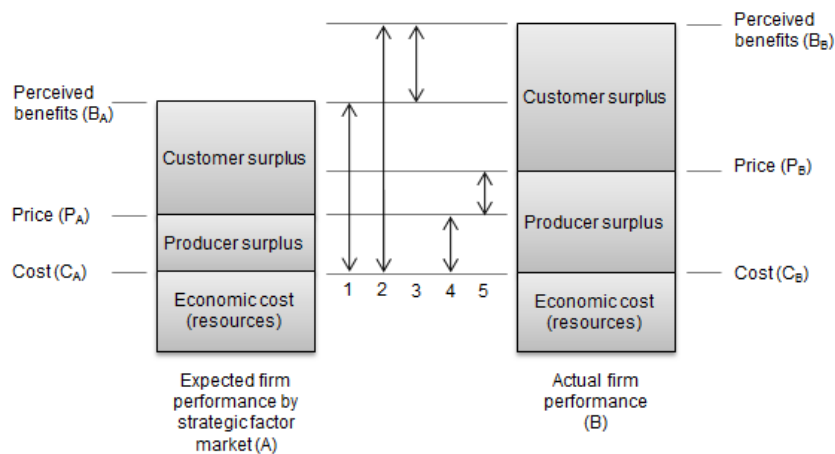 Perceived
benefits (BA)
Price (PA)
Cost (CA)
Customer surplus
Producer surplus
Economic cost
(resources)
Expected firm
performance by
strategic factor
market (A)
1 2 3 4 5
Customer surplus
Producer surplus
Economic cost
(resources)
Actual firm
performance
(B)
Perceived
benefits (BB)
Price (PB)
Cost (CB)